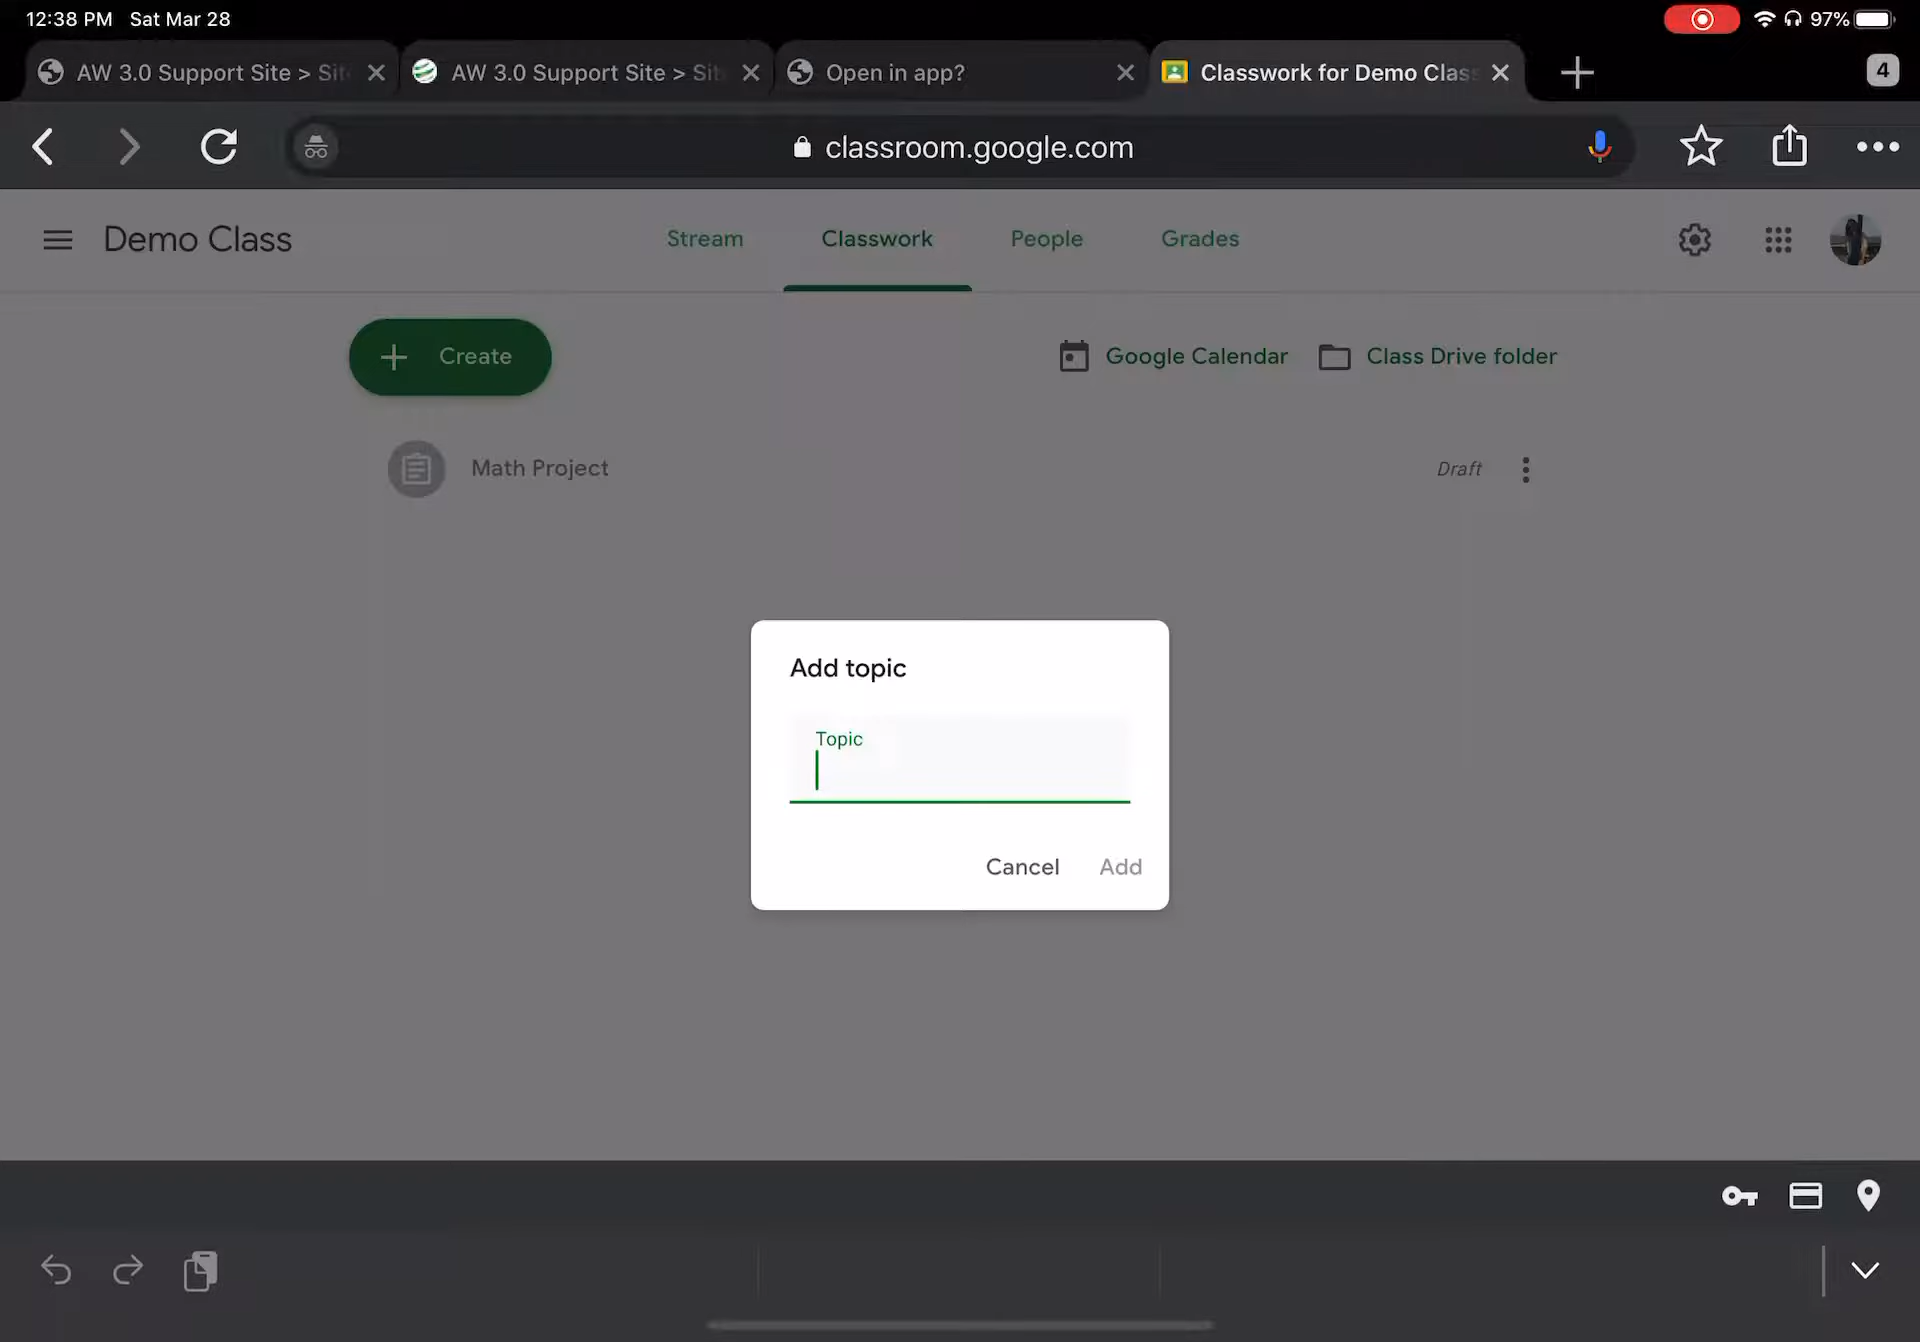 12:38 PM Sat Mar 28
97%
AW 3.0 Support Site > Sit
AW 3.0 Support Site > Sit
Open in app?
Classwork for Demo Clas
4
classroom.google.com
Demo Class
Stream
Classwork
People
Grades
Create
Google Calendar
Class Drive folder
Math Project
Draft
Add topic
Topic
Cancel
Add